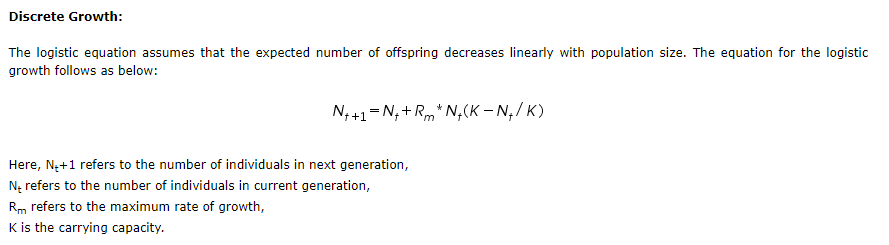 Discrete Growth:
The logistic equation assumes that the expected number of offspring decreases linearly with population size. The equation for the logistic
growth follows as below:
Nₜ₊₁ = Nₜ + Rₘ * Nₜ(K – Nₜ / K)
Here, Nₜ+1 refers to the number of individuals in next generation,
Nₜ refers to the number of individuals in current generation,
Rₘ refers to the maximum rate of growth,
K is the carrying capacity.